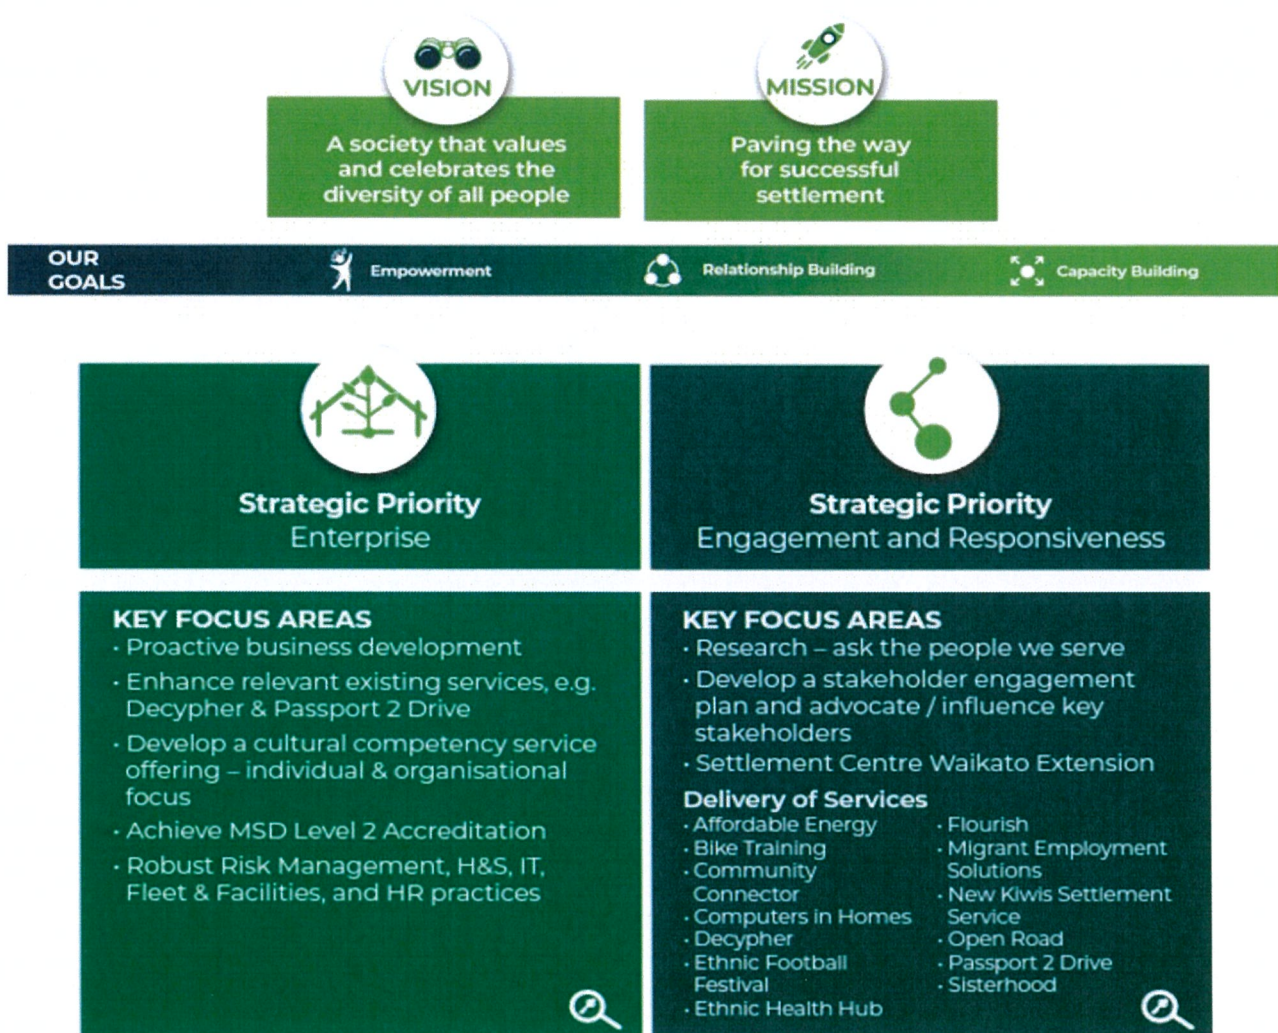 VISION
A society that values
and celebrates the
diversity of all people
MISSION
Paving the way
for successful
settlement
OUR
GOALS
Empowerment
Relationship Building
Capacity Building
Strategic Priority
Enterprise
KEY FOCUS AREAS
· Proactive business development
· Enhance relevant existing services, e.g.
Decypher & Passport 2 Drive
· Develop a cultural competency service
offering – individual & organisational
focus
· Achieve MSD Level 2 Accreditation
· Robust Risk Management, H&S, IT,
Fleet & Facilities, and HR practices
Strategic Priority
Engagement and Responsiveness
KEY FOCUS AREAS
· Research – ask the people we serve
· Develop a stakeholder engagement
plan and advocate / influence key
stakeholders
· Settlement Centre Waikato Extension
Delivery of Services
· Affordable Energy
· Bike Training
· Community
Connector
· Computers in Homes
· Decypher
· Ethnic Football
Festival
· Ethnic Health Hub
· Flourish
· Migrant Employment
Solutions
· New Kiwis Settlement
Service
· Open Road
· Passport 2 Drive
· Sisterhood